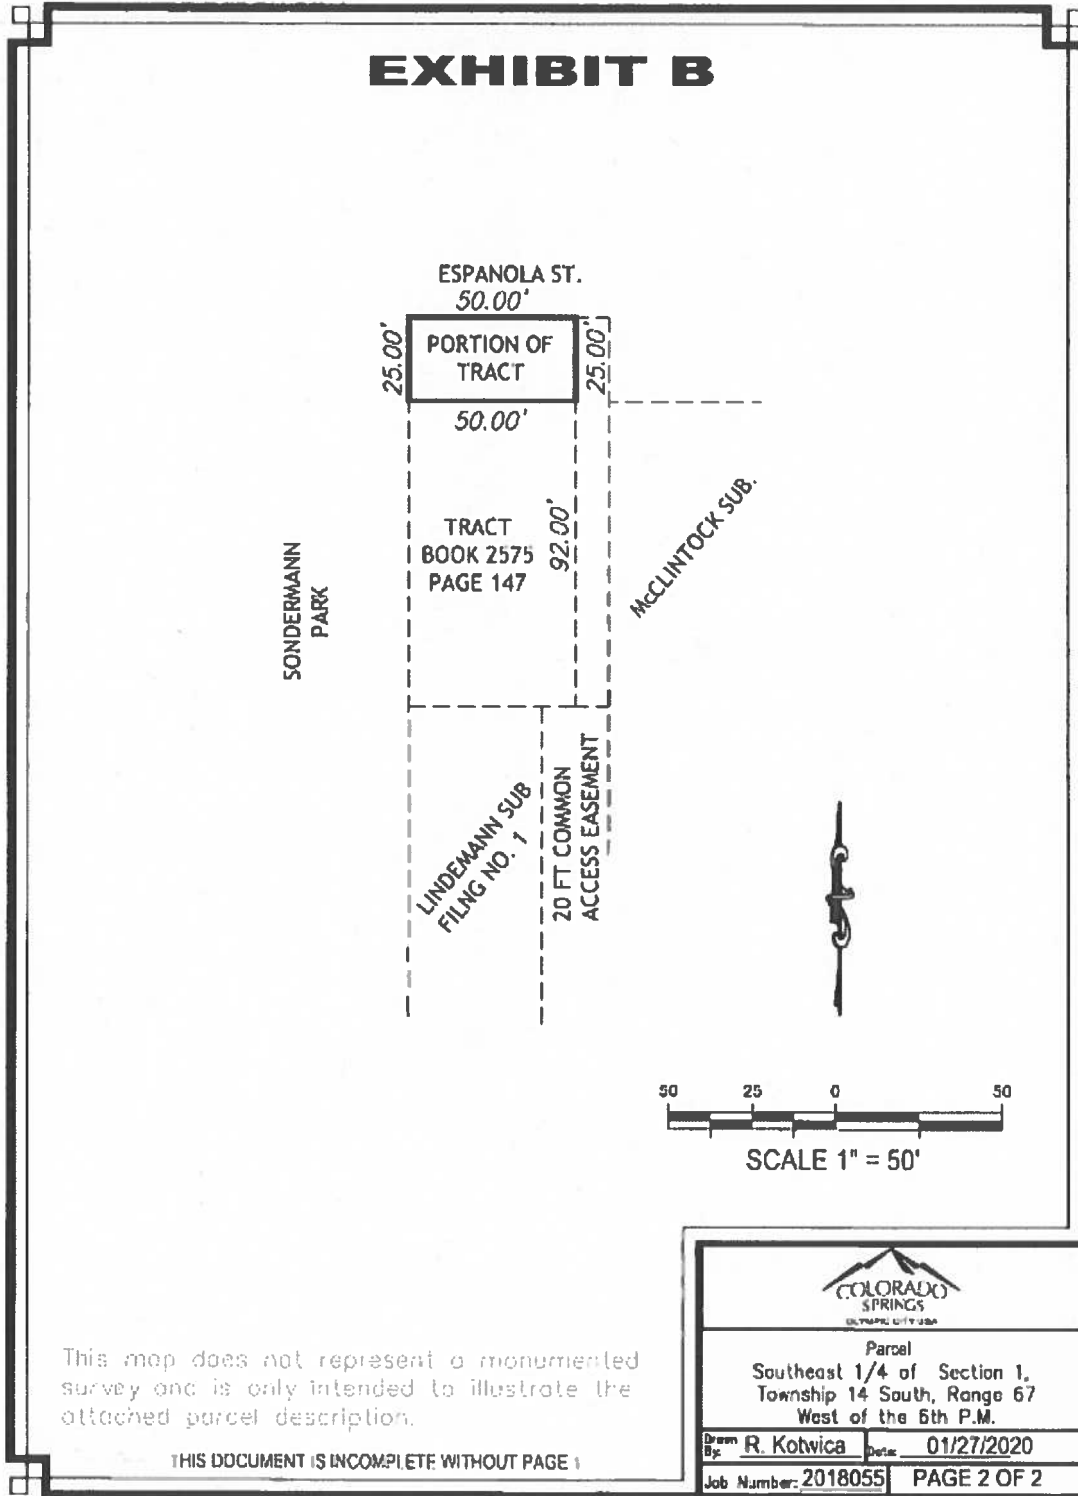 EXHIBIT B
ESPANOLA ST.
50.00'
25.00'
PORTION OF
TRACT
25.00'
50.00'
TRACT
BOOK 2575
PAGE 147
92.00'
SONDERMANN
PARK
McCLINTOCK SUB.
LINDEMANN SUB
FILNG NO. 1
20 FT COMMON
ACCESS EASEMENT
50 25 0 50
SCALE 1" = 50'
COLORADO
SPRINGS
OLYMPIC CITY USA
Parcel
Southeast 1/4 of Section 1,
Township 14 South, Range 67
West of the 6th P.M.
Drawn By: R. Kotwica Date: 01/27/2020
Job Number: 2018055 PAGE 2 OF 2
This map does not represent a monumented
survey and is only intended to illustrate the
attached parcel description.
THIS DOCUMENT IS INCOMPLETE WITHOUT PAGE 1